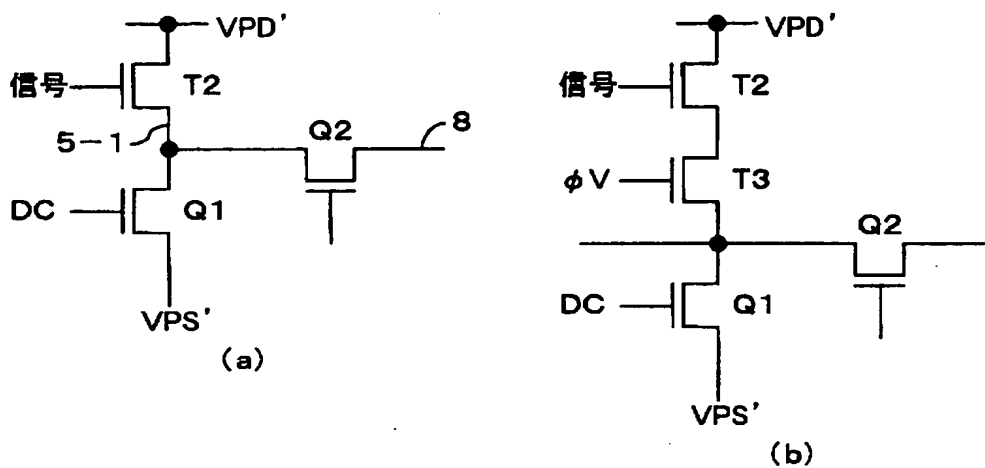 VPD'
信号
T2
5-1
Q2
8
DC
Q1
VPS'
(a)
VPD'
信号
T2
φV
T3
Q2
DC
Q1
VPS'
(b)